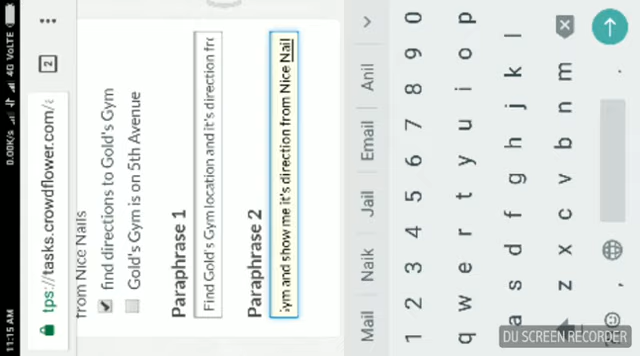 11:15 AM 0.00K/s 4G VoLTE
tps://tasks.crowdflower.com/
2
from Nice Nails
find directions to Gold's Gym
Gold's Gym is on 5th Avenue
Paraphrase 1
Find Gold's Gym location and it's direction fr
Paraphrase 2
Gym and show me it's direction from Nice Nail
Mail Naik Jail Email Anil
1 2 3 4 5 6 7 8 9 0
q w e r t y u i o p
a s d f g h j k l
z x c v b n m
, .
DU SCREEN RECORDER